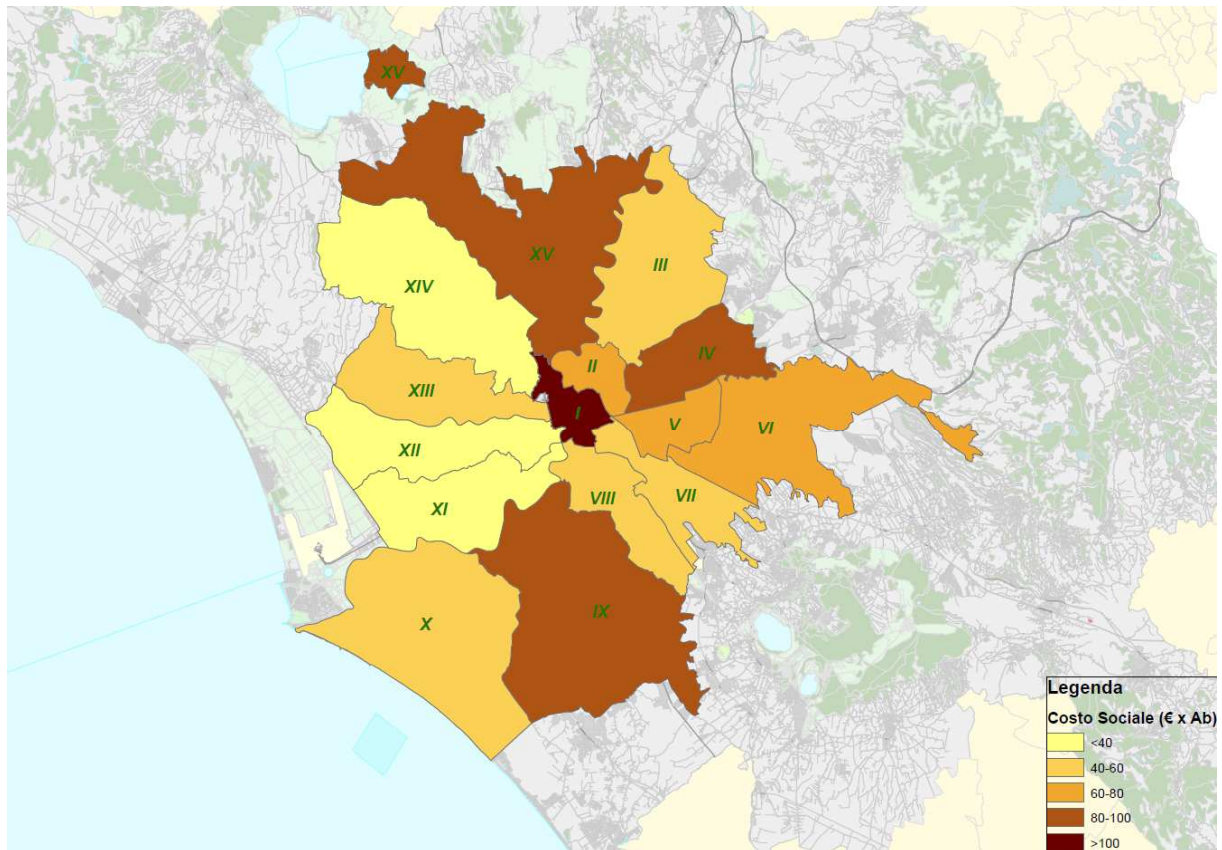 XV
XV
III
XIV
IV
II
XIII
I
V
VI
XII
VII
VIII
XI
IX
X
Legenda
Costo Sociale (€ x Ab)
<40
40-60
60-80
80-100
>100